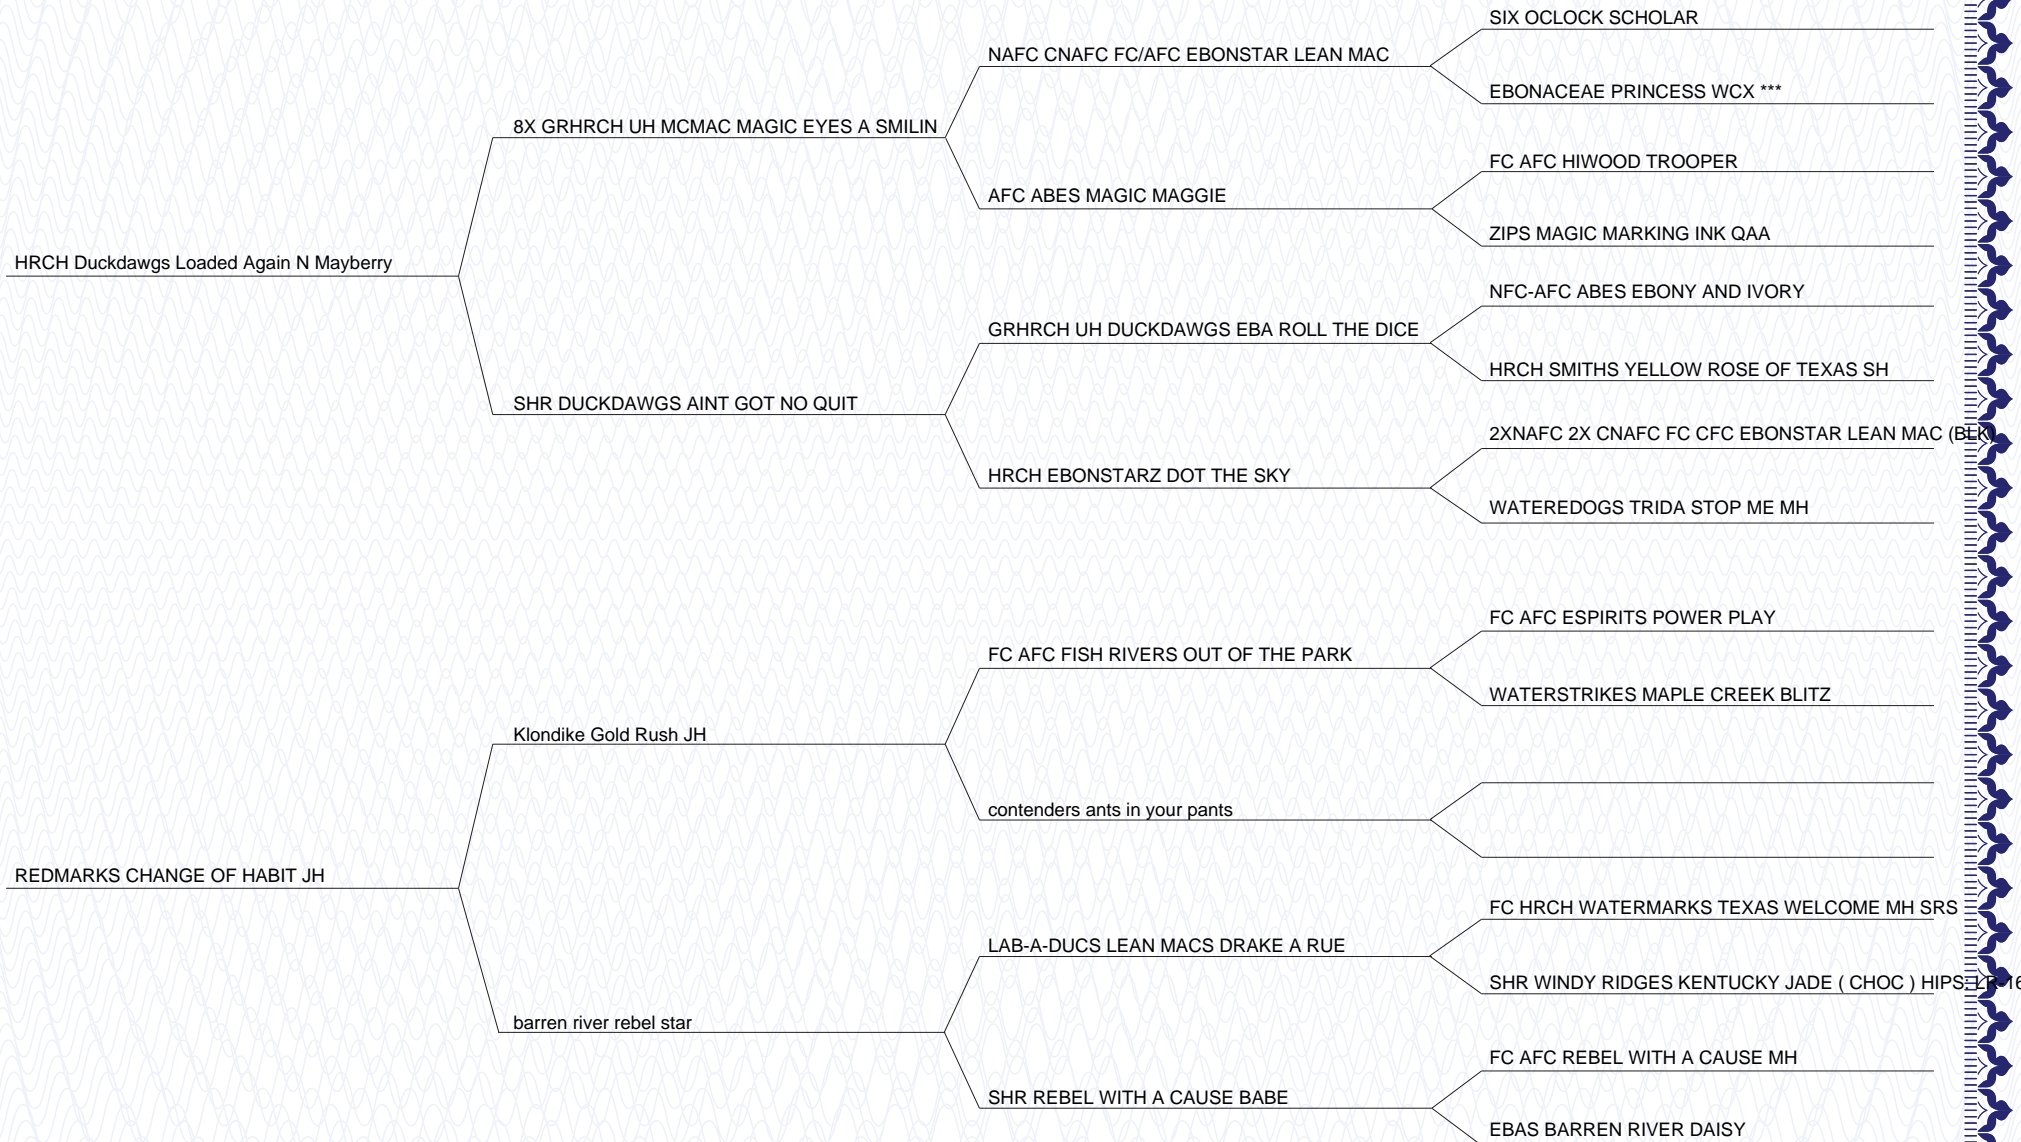 SIX OCLOCK SCHOLAR
NAFC CNAFC FC/AFC EBONSTAR LEAN MAC
EBONACEAE PRINCESS WCX ***
8X GRHRCH UH MCMAC MAGIC EYES A SMILIN
FC AFC HIWOOD TROOPER
AFC ABES MAGIC MAGGIE
ZIPS MAGIC MARKING INK QAA
HRCH Duckdawgs Loaded Again N Mayberry
NFC-AFC ABES EBONY AND IVORY
GRHRCH UH DUCKDAWGS EBA ROLL THE DICE
HRCH SMITHS YELLOW ROSE OF TEXAS SH
SHR DUCKDAWGS AINT GOT NO QUIT
2XNAFC 2X CNAFC FC CFC EBONSTAR LEAN MAC (BLK)
HRCH EBONSTARZ DOT THE SKY
WATEREDOGS TRIDA STOP ME MH
FC AFC ESPIRITS POWER PLAY
FC AFC FISH RIVERS OUT OF THE PARK
WATERSTRIKES MAPLE CREEK BLITZ
Klondike Gold Rush JH
contenders ants in your pants
REDMARKS CHANGE OF HABIT JH
FC HRCH WATERMARKS TEXAS WELCOME MH SRS
LAB-A-DUCS LEAN MACS DRAKE A RUE
SHR WINDY RIDGES KENTUCKY JADE ( CHOC ) HIPS: LR-16
barren river rebel star
FC AFC REBEL WITH A CAUSE MH
SHR REBEL WITH A CAUSE BABE
EBAS BARREN RIVER DAISY